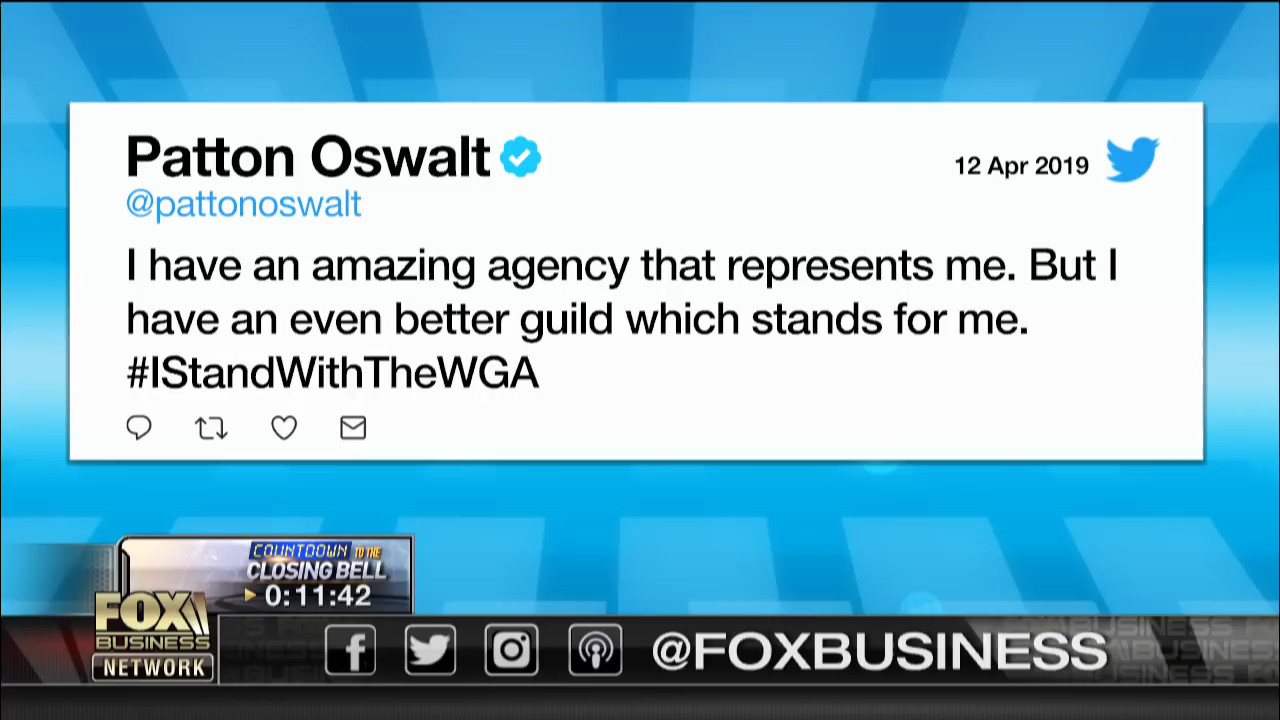 Patton Oswalt
12 Apr 2019
@pattonoswalt
I have an amazing agency that represents me. But I
have an even better guild which stands for me.
#IStandWithTheWGA
COUNTDOWN TO THE
CLOSING BELL
0:11:42
FOX
BUSINESS
NETWORK
@FOXBUSINESS